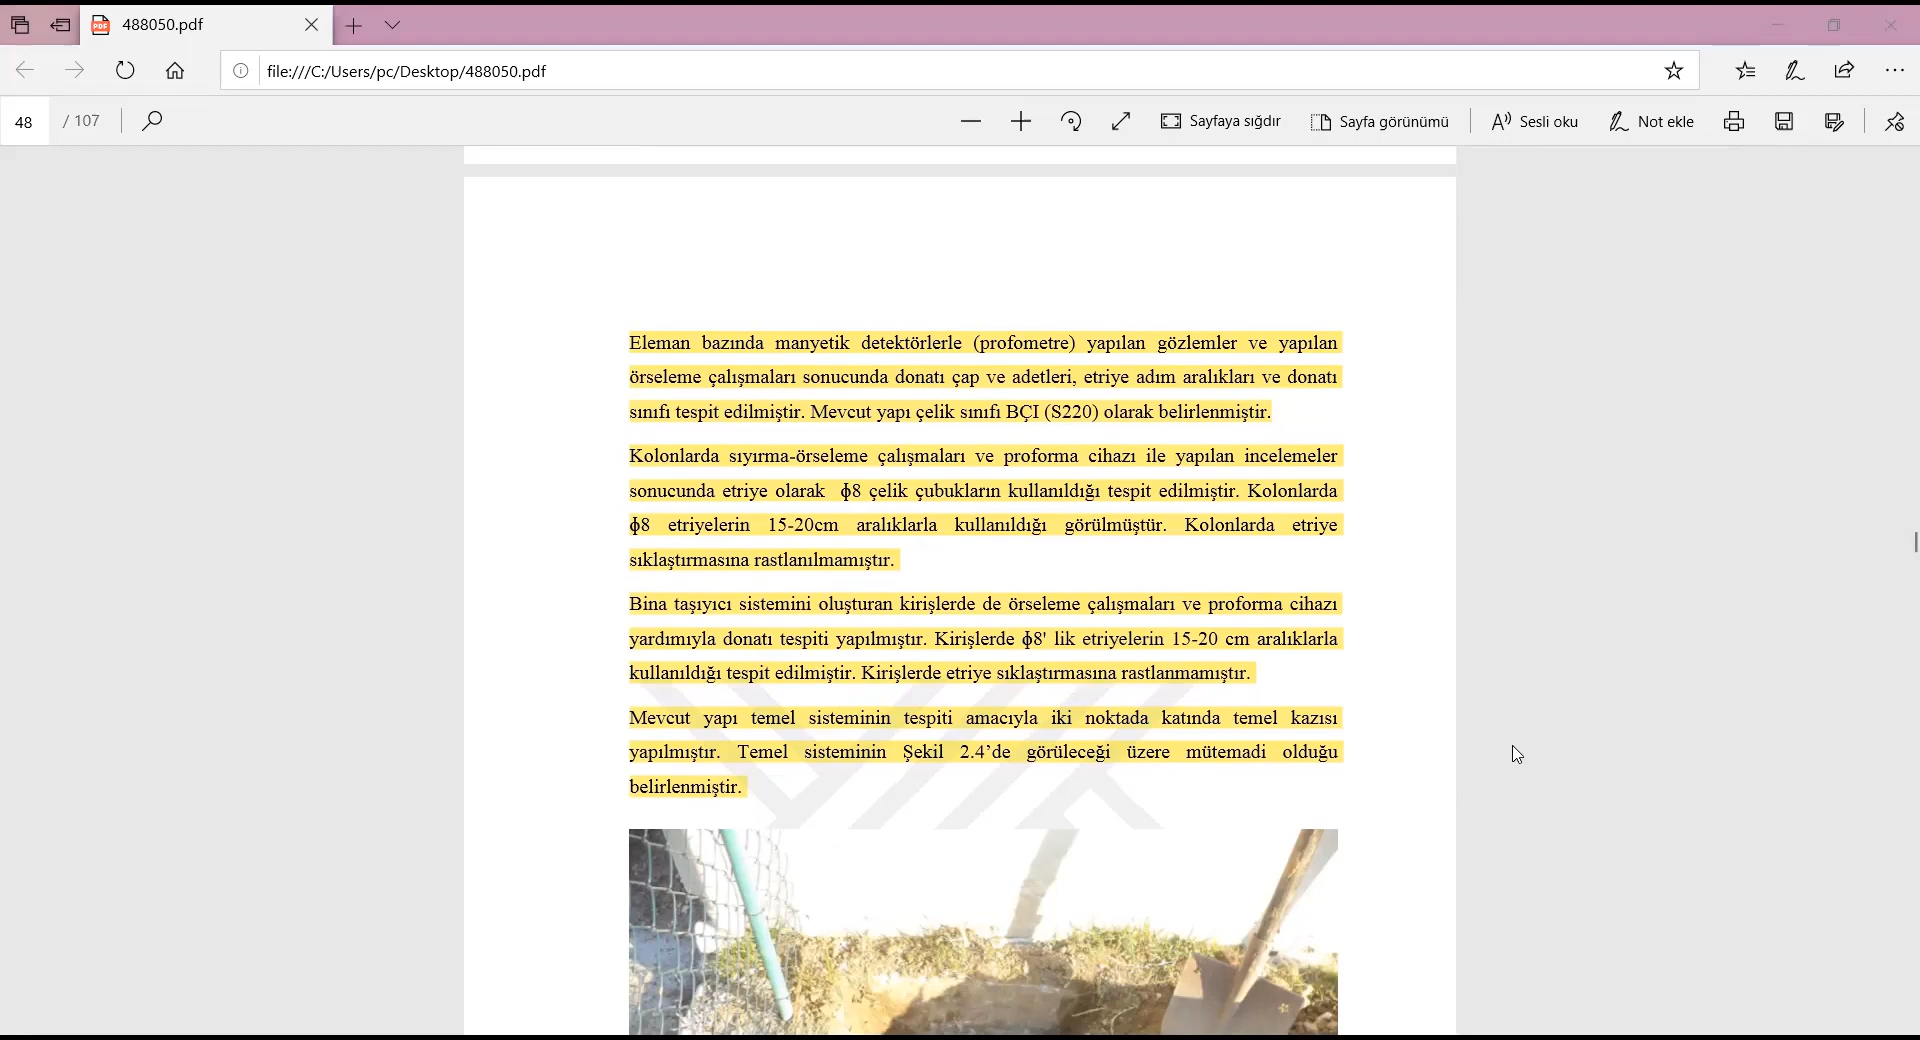 488050.pdf
file:///C:/Users/pc/Desktop/488050.pdf
48 / 107 Sayfaya sığdır Sayfa görünümü A Sesli oku Not ekle
Eleman bazında manyetik detektörlerle (profometre) yapılan gözlemler ve yapılan
örseleme çalışmaları sonucunda donatı çap ve adetleri, etriye adım aralıkları ve donatı
sınıfı tespit edilmiştir. Mevcut yapı çelik sınıfı BÇI (S220) olarak belirlenmiştir.
Kolonlarda sıyırma-örseleme çalışmaları ve proforma cihazı ile yapılan incelemeler
sonucunda etriye olarak ϕ8 çelik çubukların kullanıldığı tespit edilmiştir. Kolonlarda
ϕ8 etriyelerin 15-20cm aralıklarla kullanıldığı görülmüştür. Kolonlarda etriye
sıklaştırmasına rastlanılmamıştır.
Bina taşıyıcı sistemini oluşturan kirişlerde de örseleme çalışmaları ve proforma cihazı
yardımıyla donatı tespiti yapılmıştır. Kirişlerde ϕ8' lik etriyelerin 15-20 cm aralıklarla
kullanıldığı tespit edilmiştir. Kirişlerde etriye sıklaştırmasına rastlanmamıştır.
Mevcut yapı temel sisteminin tespiti amacıyla iki noktada katında temel kazısı
yapılmıştır. Temel sisteminin Şekil 2.4’de görüleceği üzere mütemadi olduğu
belirlenmiştir.